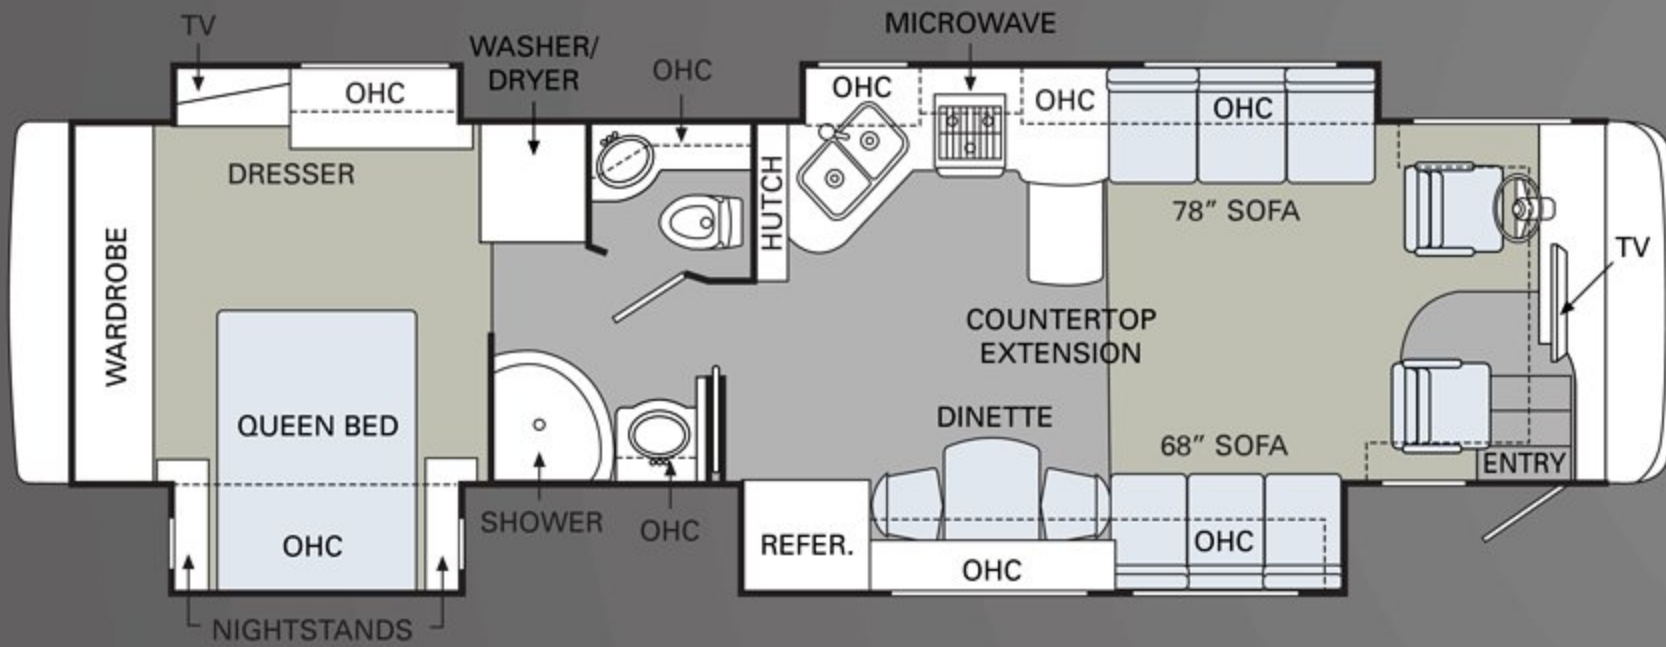 TV
WASHER/
DRYER
OHC
MICROWAVE
OHC
OHC
OHC
OHC
DRESSER
HUTCH
78" SOFA
WARDROBE
TV
COUNTERTOP
EXTENSION
QUEEN BED
DINETTE
68" SOFA
ENTRY
SHOWER
OHC
OHC
REFER.
OHC
OHC
NIGHTSTANDS